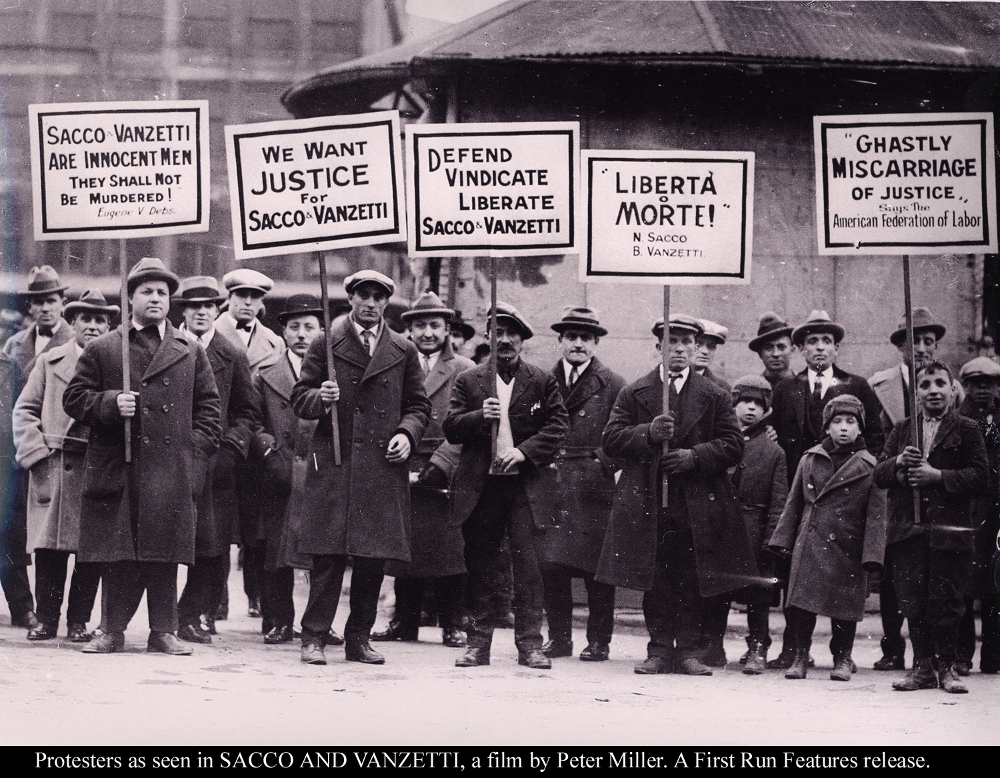 SACCO & VANZETTI
ARE INNOCENT MEN
THEY SHALL NOT
BE MURDERED!
Eugene V. Debs.
WE WANT
JUSTICE
FOR
SACCO & VANZETTI
DEFEND
VINDICATE
LIBERATE
SACCO & VANZETTI
"LIBERTÀ
O
MORTE!"
N. SACCO
B. VANZETTI.
"GHASTLY
MISCARRIAGE
OF JUSTICE."
Says The
American Federation of Labor
Protesters as seen in SACCO AND VANZETTI, a film by Peter Miller. A First Run Features release.